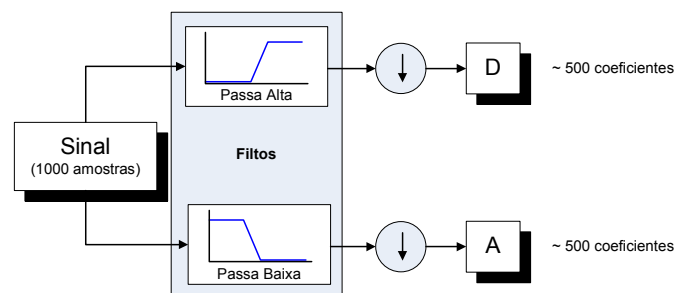 Passa Alta
D
~ 500 coeficientes
Sinal
(1000 amostras)
Filtos
Passa Baixa
A
~ 500 coeficientes